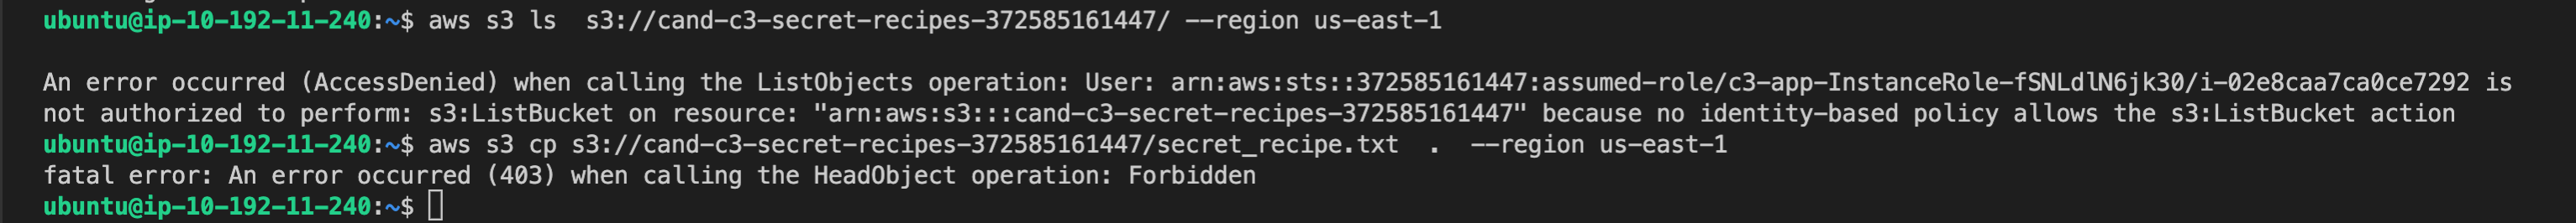 ubuntu@ip-10-192-11-240:~$ aws s3 ls  s3://cand-c3-secret-recipes-372585161447/ --region us-east-1
An error occurred (AccessDenied) when calling the ListObjects operation: User: arn:aws:sts::372585161447:assumed-role/c3-app-InstanceRole-fSNLdlN6jk30/i-02e8caa7ca0ce7292 is
not authorized to perform: s3:ListBucket on resource: "arn:aws:s3:::cand-c3-secret-recipes-372585161447" because no identity-based policy allows the s3:ListBucket action
ubuntu@ip-10-192-11-240:~$ aws s3 cp s3://cand-c3-secret-recipes-372585161447/secret_recipe.txt  .  --region us-east-1
fatal error: An error occurred (403) when calling the HeadObject operation: Forbidden
ubuntu@ip-10-192-11-240:~$